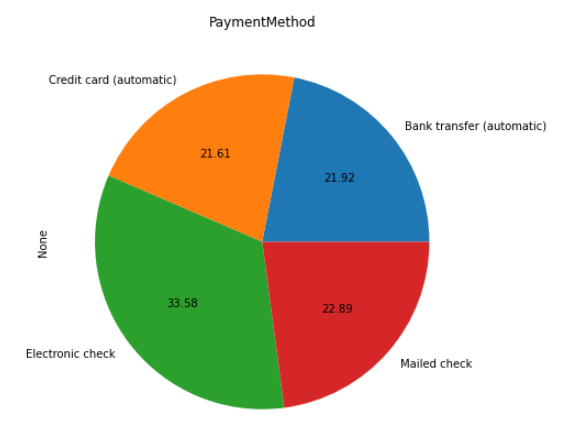 PaymentMethod
Credit card (automatic)
Bank transfer (automatic)
21.61
21.92
None
33.58
22.89
Electronic check
Mailed check